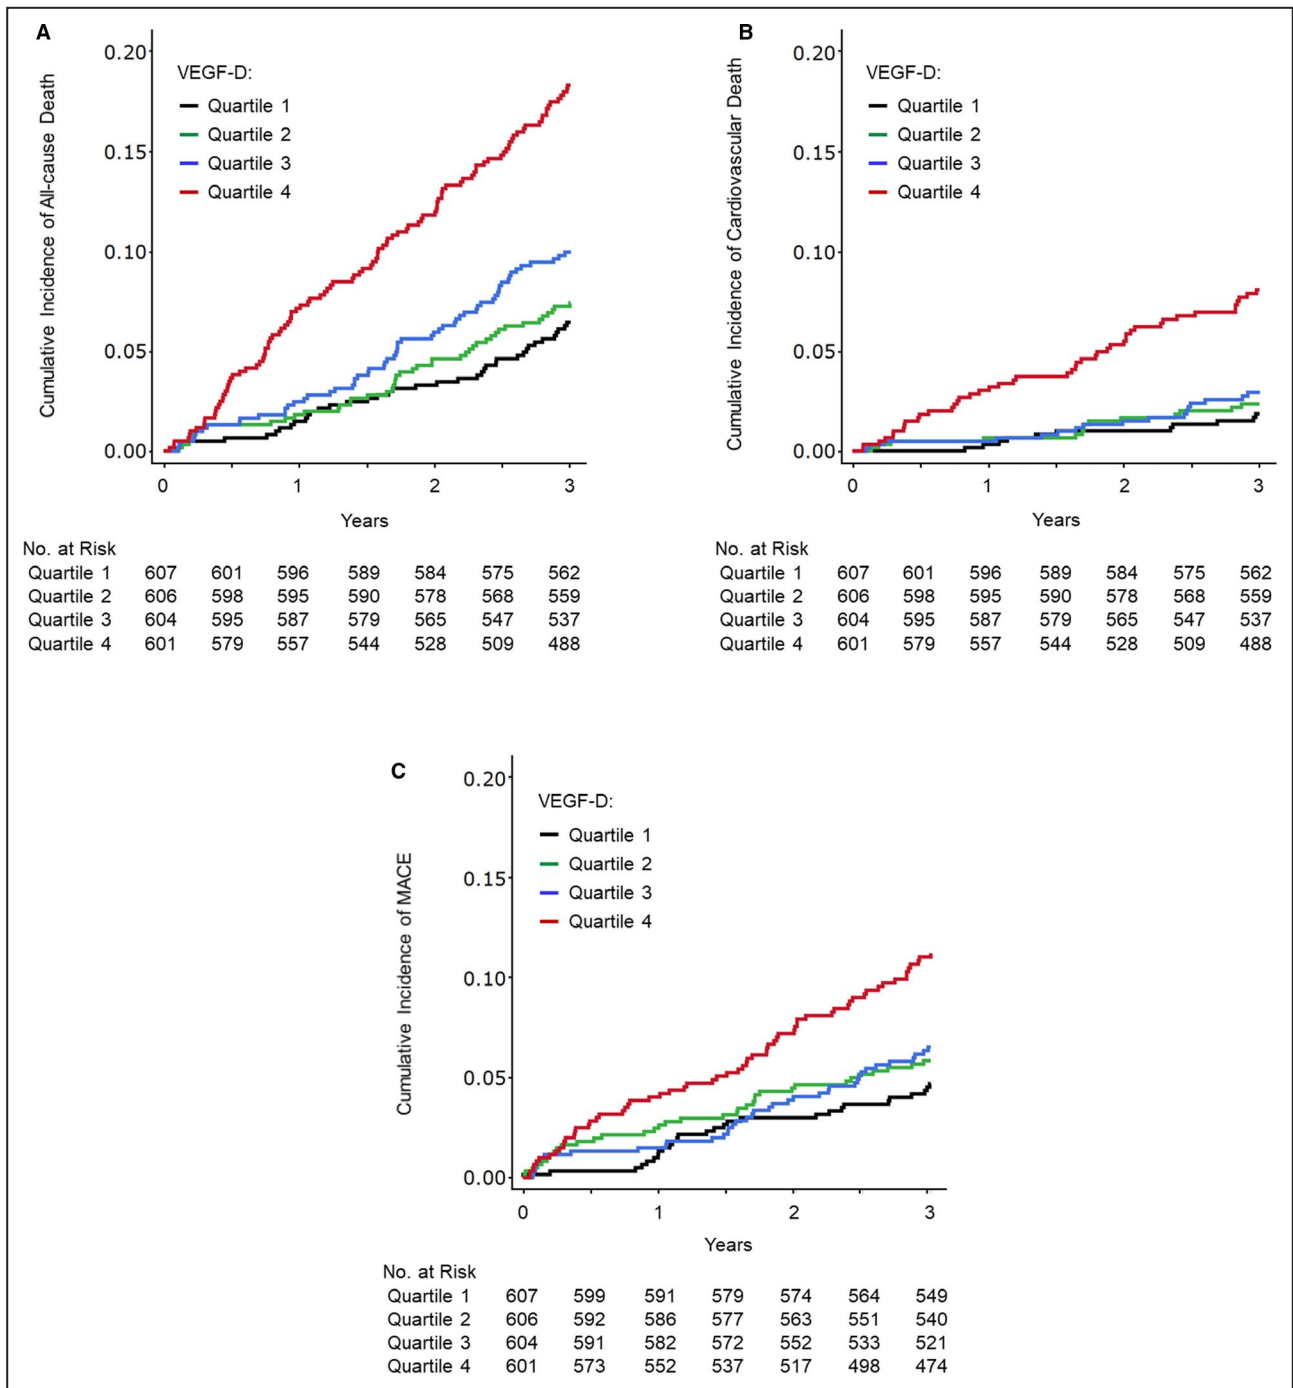 A
Cumulative Incidence of All-cause Death
0.20
0.15
0.10
0.05
0.00
VEGF-D:
Quartile 1
Quartile 2
Quartile 3
Quartile 4
0 1 2 3
Years
No. at Risk
Quartile 1 607 601 596 589 584 575 562
Quartile 2 606 598 595 590 578 568 559
Quartile 3 604 595 587 579 565 547 537
Quartile 4 601 579 557 544 528 509 488
B
Cumulative Incidence of Cardiovascular Death
0.20
0.15
0.10
0.05
0.00
VEGF-D:
Quartile 1
Quartile 2
Quartile 3
Quartile 4
0 1 2 3
Years
No. at Risk
Quartile 1 607 601 596 589 584 575 562
Quartile 2 606 598 595 590 578 568 559
Quartile 3 604 595 587 579 565 547 537
Quartile 4 601 579 557 544 528 509 488
C
Cumulative Incidence of MACE
0.20
0.15
0.10
0.05
0.00
VEGF-D:
Quartile 1
Quartile 2
Quartile 3
Quartile 4
0 1 2 3
Years
No. at Risk
Quartile 1 607 599 591 579 574 564 549
Quartile 2 606 592 586 577 563 551 540
Quartile 3 604 591 582 572 552 533 521
Quartile 4 601 573 552 537 517 498 474